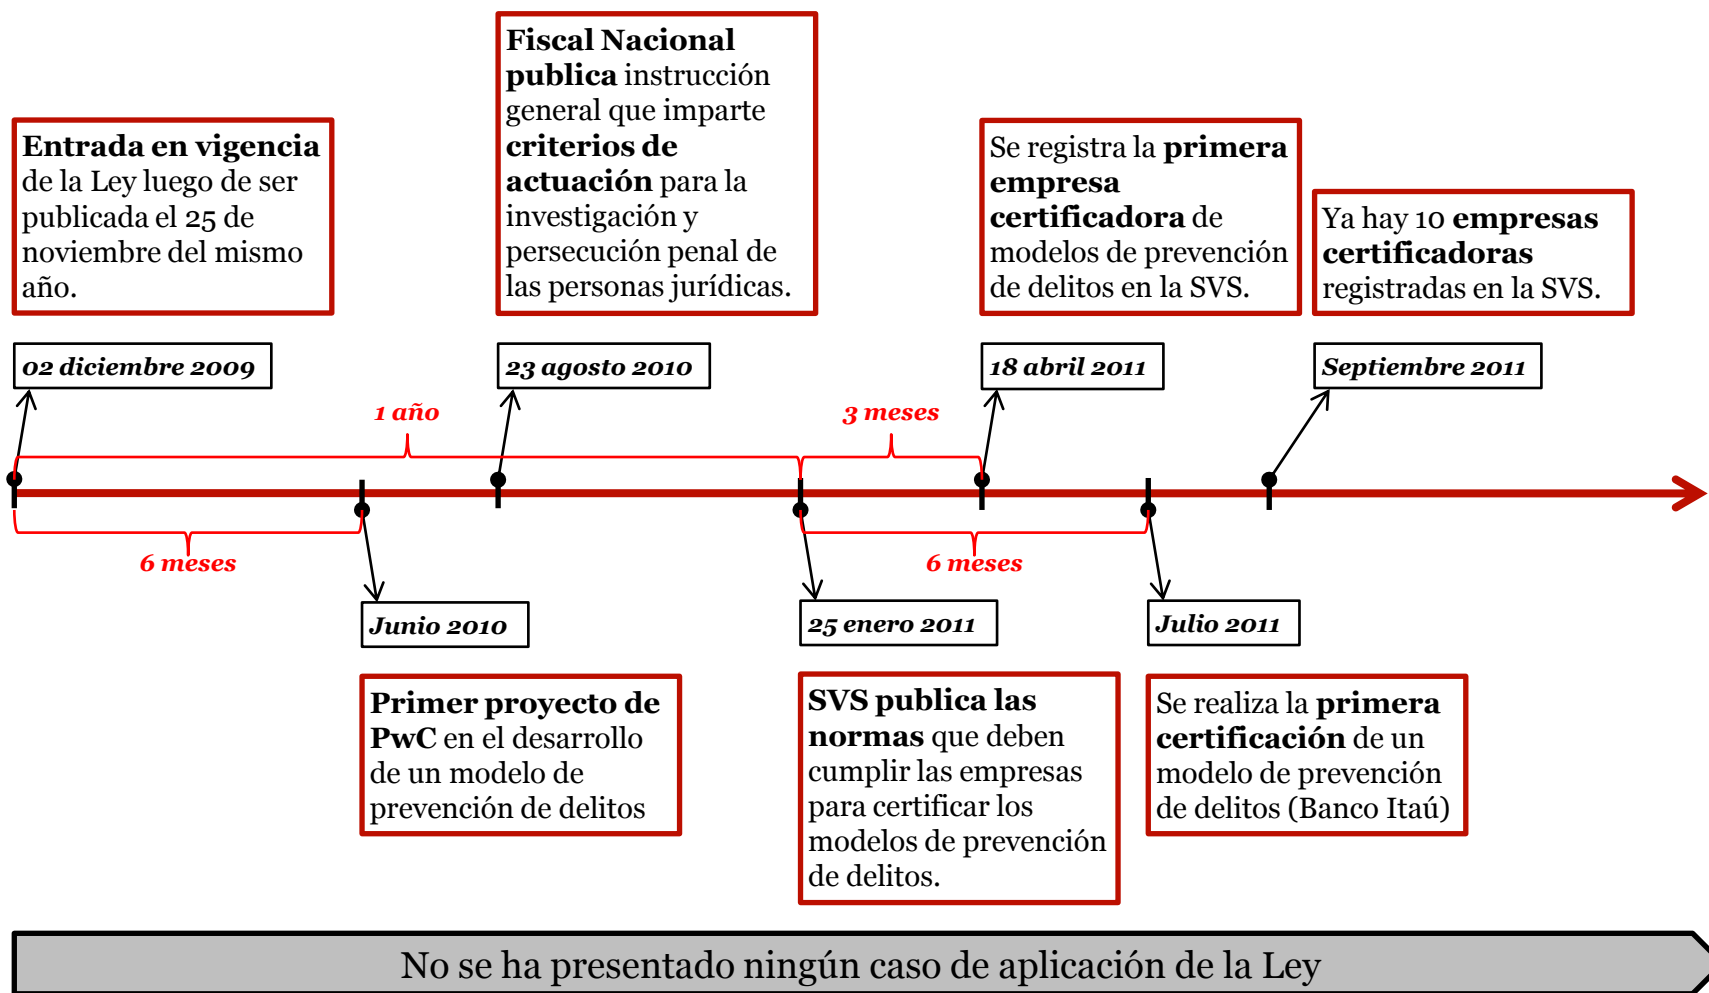 Entrada en vigencia
de la Ley luego de ser
publicada el 25 de
noviembre del mismo
año.
Fiscal Nacional
publica instrucción
general que imparte
criterios de
actuación para la
investigación y
persecución penal de
las personas jurídicas.
Se registra la primera
empresa
certificadora de
modelos de prevención
de delitos en la SVS.
Ya hay 10 empresas
certificadoras
registradas en la SVS.
02 diciembre 2009
23 agosto 2010
18 abril 2011
Septiembre 2011
1 año
3 meses
6 meses
6 meses
Junio 2010
25 enero 2011
Julio 2011
Primer proyecto de
PwC en el desarrollo
de un modelo de
prevención de delitos
SVS publica las
normas que deben
cumplir las empresas
para certificar los
modelos de prevención
de delitos.
Se realiza la primera
certificación de un
modelo de prevención
de delitos (Banco Itaú)
No se ha presentado ningún caso de aplicación de la Ley